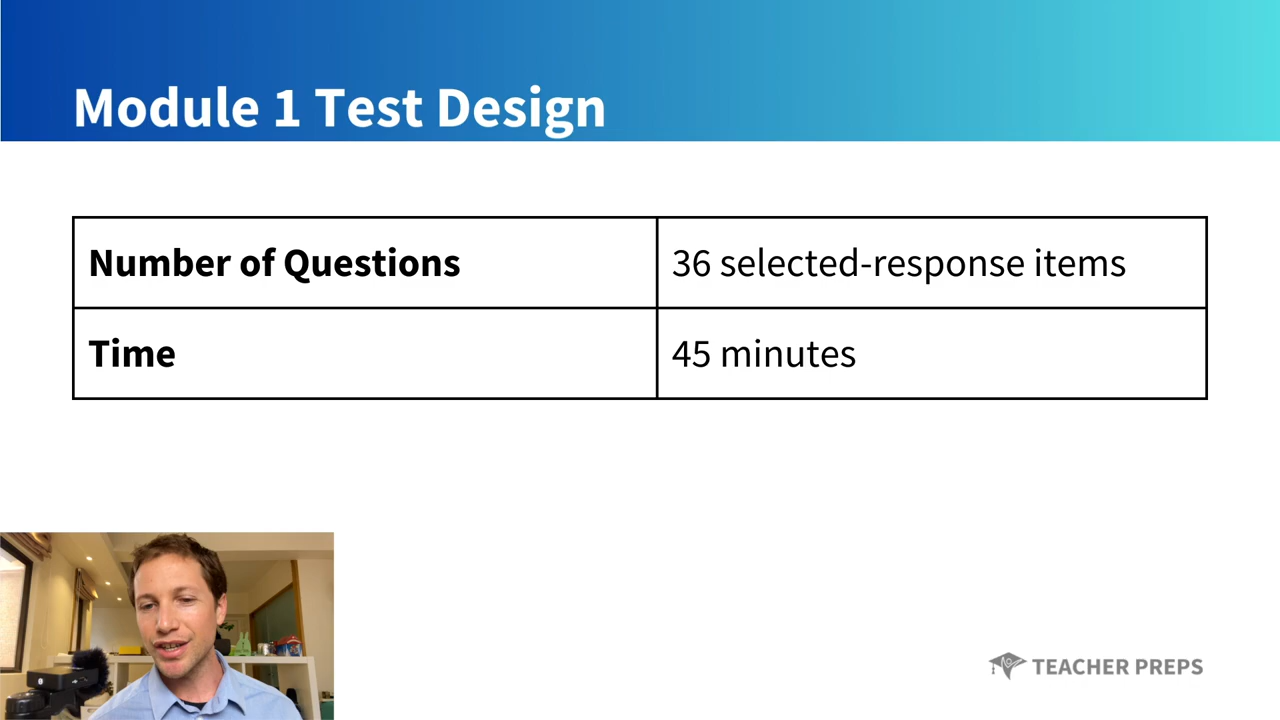 Module 1 Test Design
Number of Questions
36 selected-response items
Time
45 minutes
TEACHER PREPS